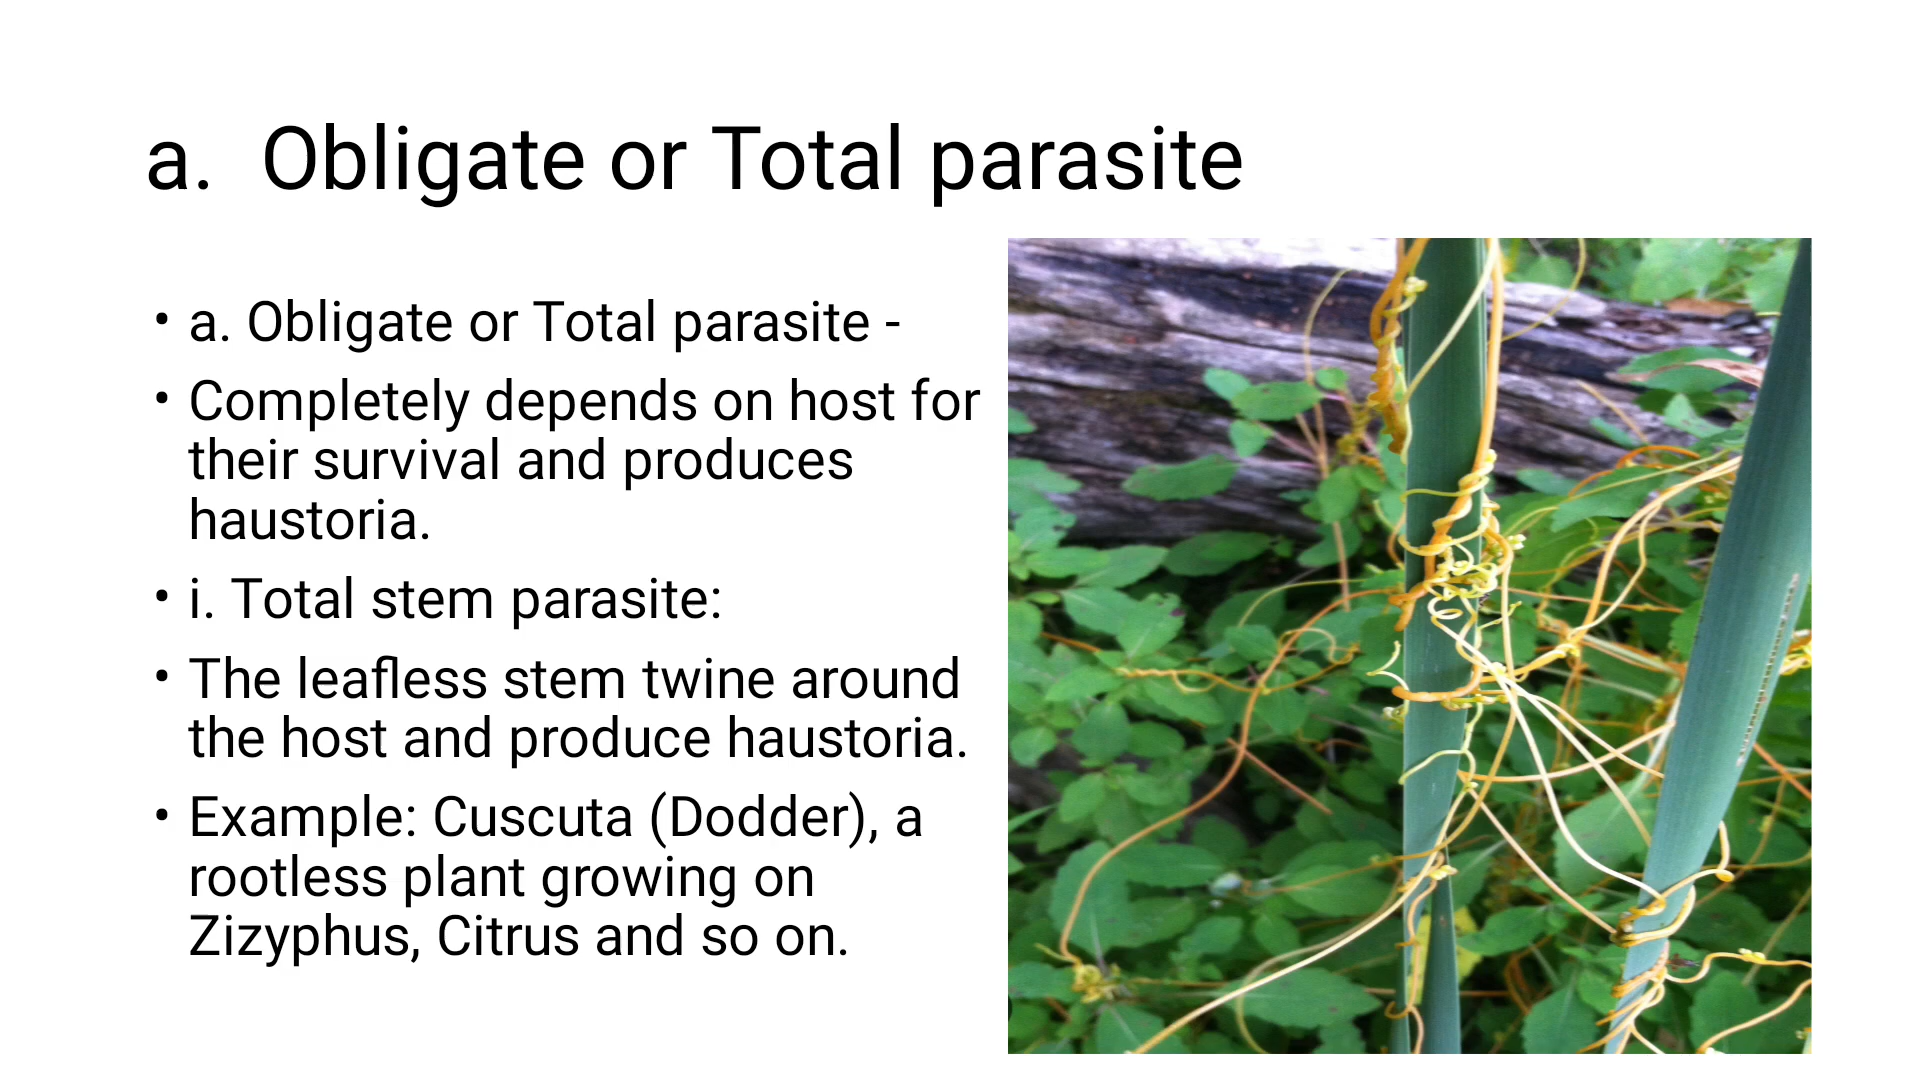 a. Obligate or Total parasite
• a. Obligate or Total parasite -
• Completely depends on host for
their survival and produces
haustoria.
• i. Total stem parasite:
• The leafless stem twine around
the host and produce haustoria.
• Example: Cuscuta (Dodder), a
rootless plant growing on
Zizyphus, Citrus and so on.